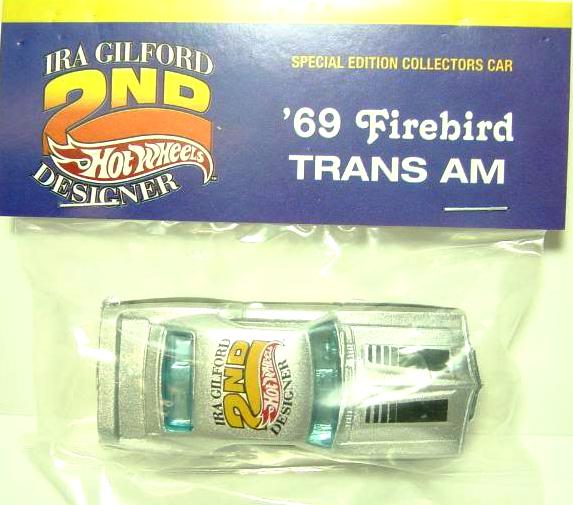 IRA GILFORD
2ND
Hot Wheels
DESIGNER
SPECIAL EDITION COLLECTORS CAR
'69 Firebird
TRANS AM
IRA GILFORD
2ND
Hot Wheels
DESIGNER